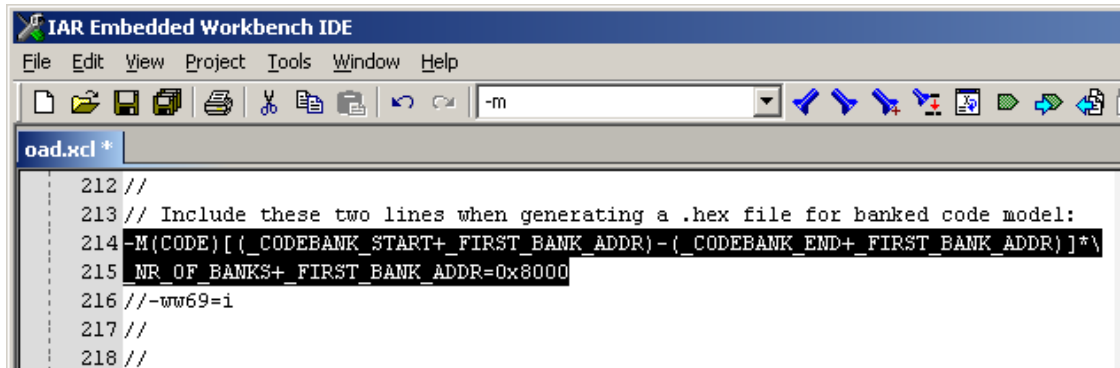 IAR Embedded Workbench IDE
File Edit View Project Tools Window Help
-m
oad.xcl *
212 //
213 // Include these two lines when generating a .hex file for banked code model:
214 -M(CODE)[(_CODEBANK_START+_FIRST_BANK_ADDR)-(_CODEBANK_END+_FIRST_BANK_ADDR)]*\
215 _NR_OF_BANKS+_FIRST_BANK_ADDR=0x8000
216 //-ww69=i
217 //
218 //